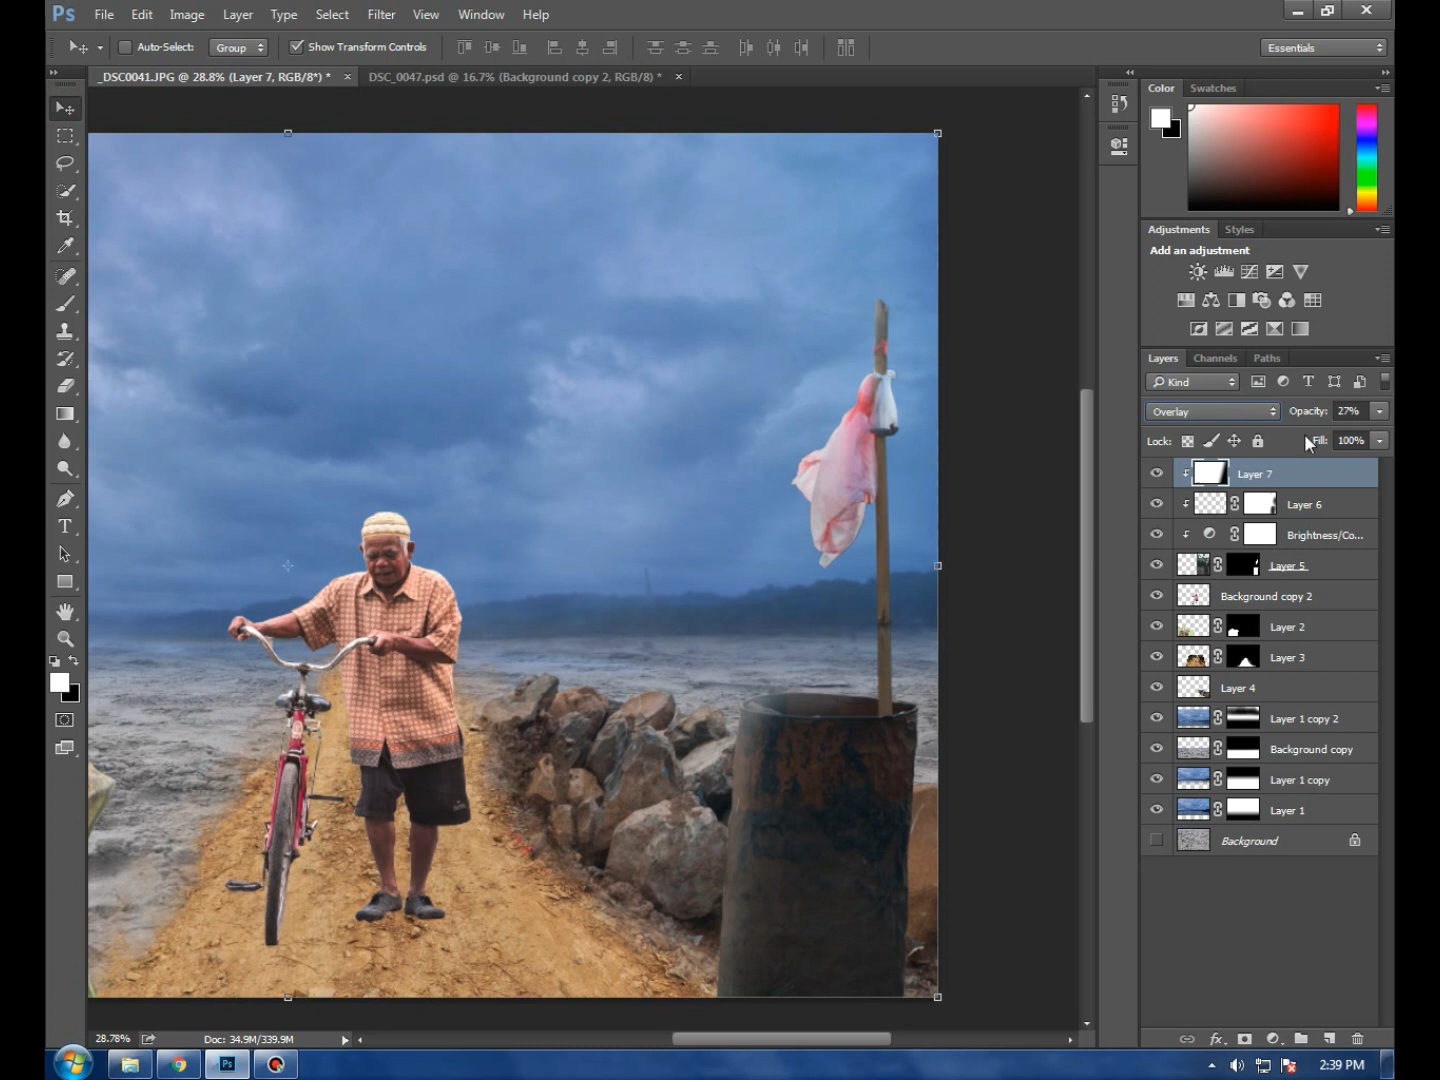 Ps File Edit Image Layer Type Select Filter View Window Help
Auto-Select: Group Show Transform Controls Essentials
_DSC0041.JPG @ 28.8% (Layer 7, RGB/8*) * × DSC_0047.psd @ 16.7% (Background copy 2, RGB/8) * ×
Color Swatches
Adjustments Styles
Add an adjustment
Layers Channels Paths
Kind
Overlay Opacity: 27%
Lock: Fill: 100%
Layer 7
Layer 6
Brightness/Co...
Layer 5
Background copy 2
Layer 2
Layer 3
Layer 4
Layer 1 copy 2
Background copy
Layer 1 copy
Layer 1
Background
28.78% Doc: 34.9M/339.9M
fx
Ps 2:39 PM